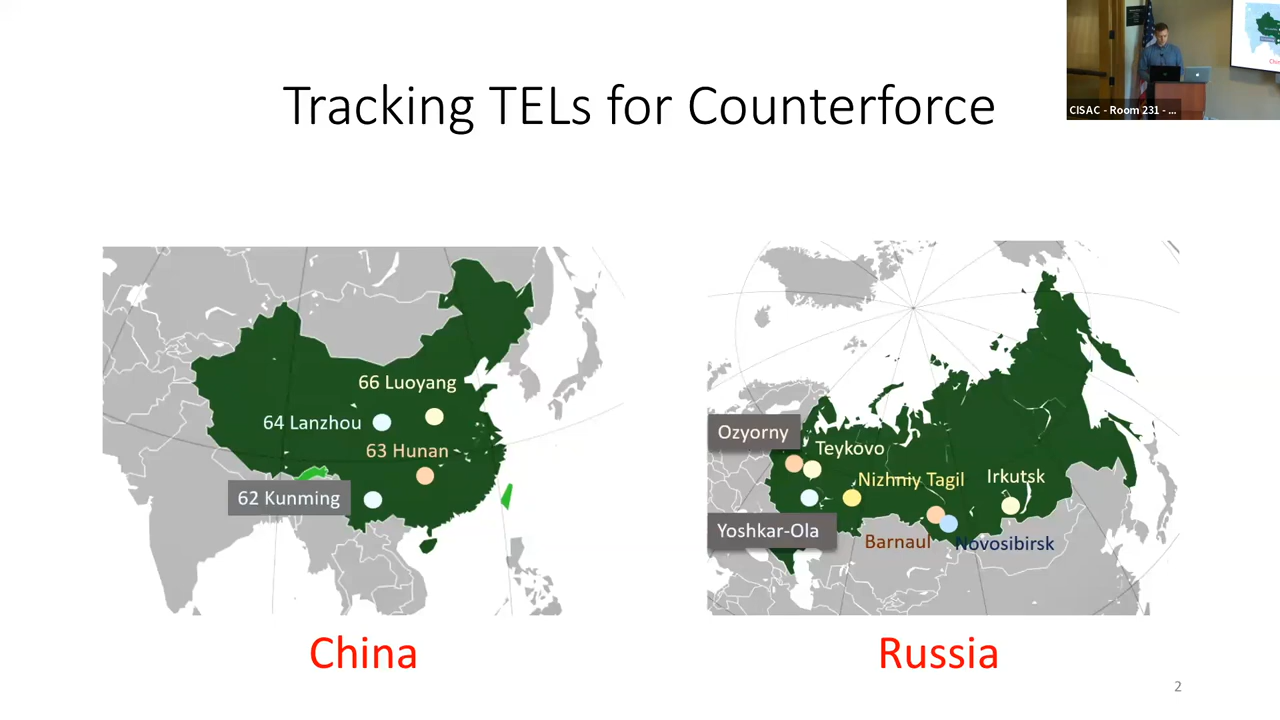 CISAC - Room 231 - ...
Tracking TELs for Counterforce
66 Luoyang
64 Lanzhou
63 Hunan
62 Kunming
China
Ozyorny
Teykovo
Nizhniy Tagil
Irkutsk
Yoshkar-Ola
Barnaul
Novosibirsk
Russia
2